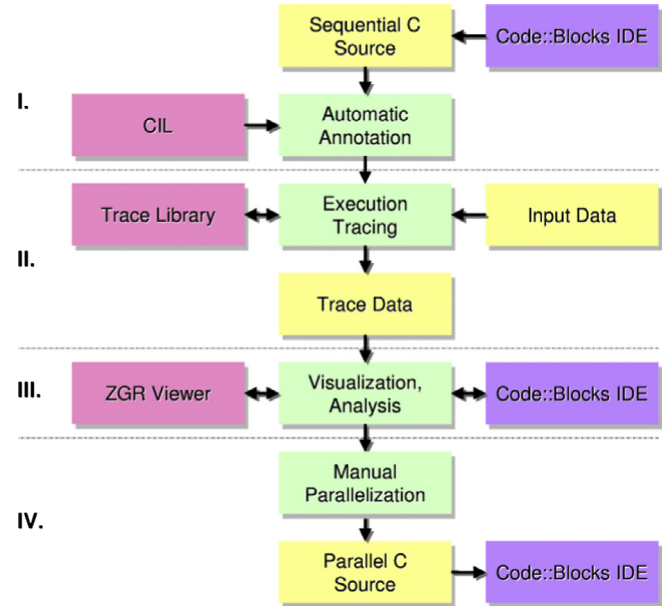 Sequential C
Source
Code::Blocks IDE
I.
CIL
Automatic
Annotation
Trace Library
Execution
Tracing
Input Data
II.
Trace Data
III.
ZGR Viewer
Visualization,
Analysis
Code::Blocks IDE
Manual
Parallelization
IV.
Parallel C
Source
Code::Blocks IDE